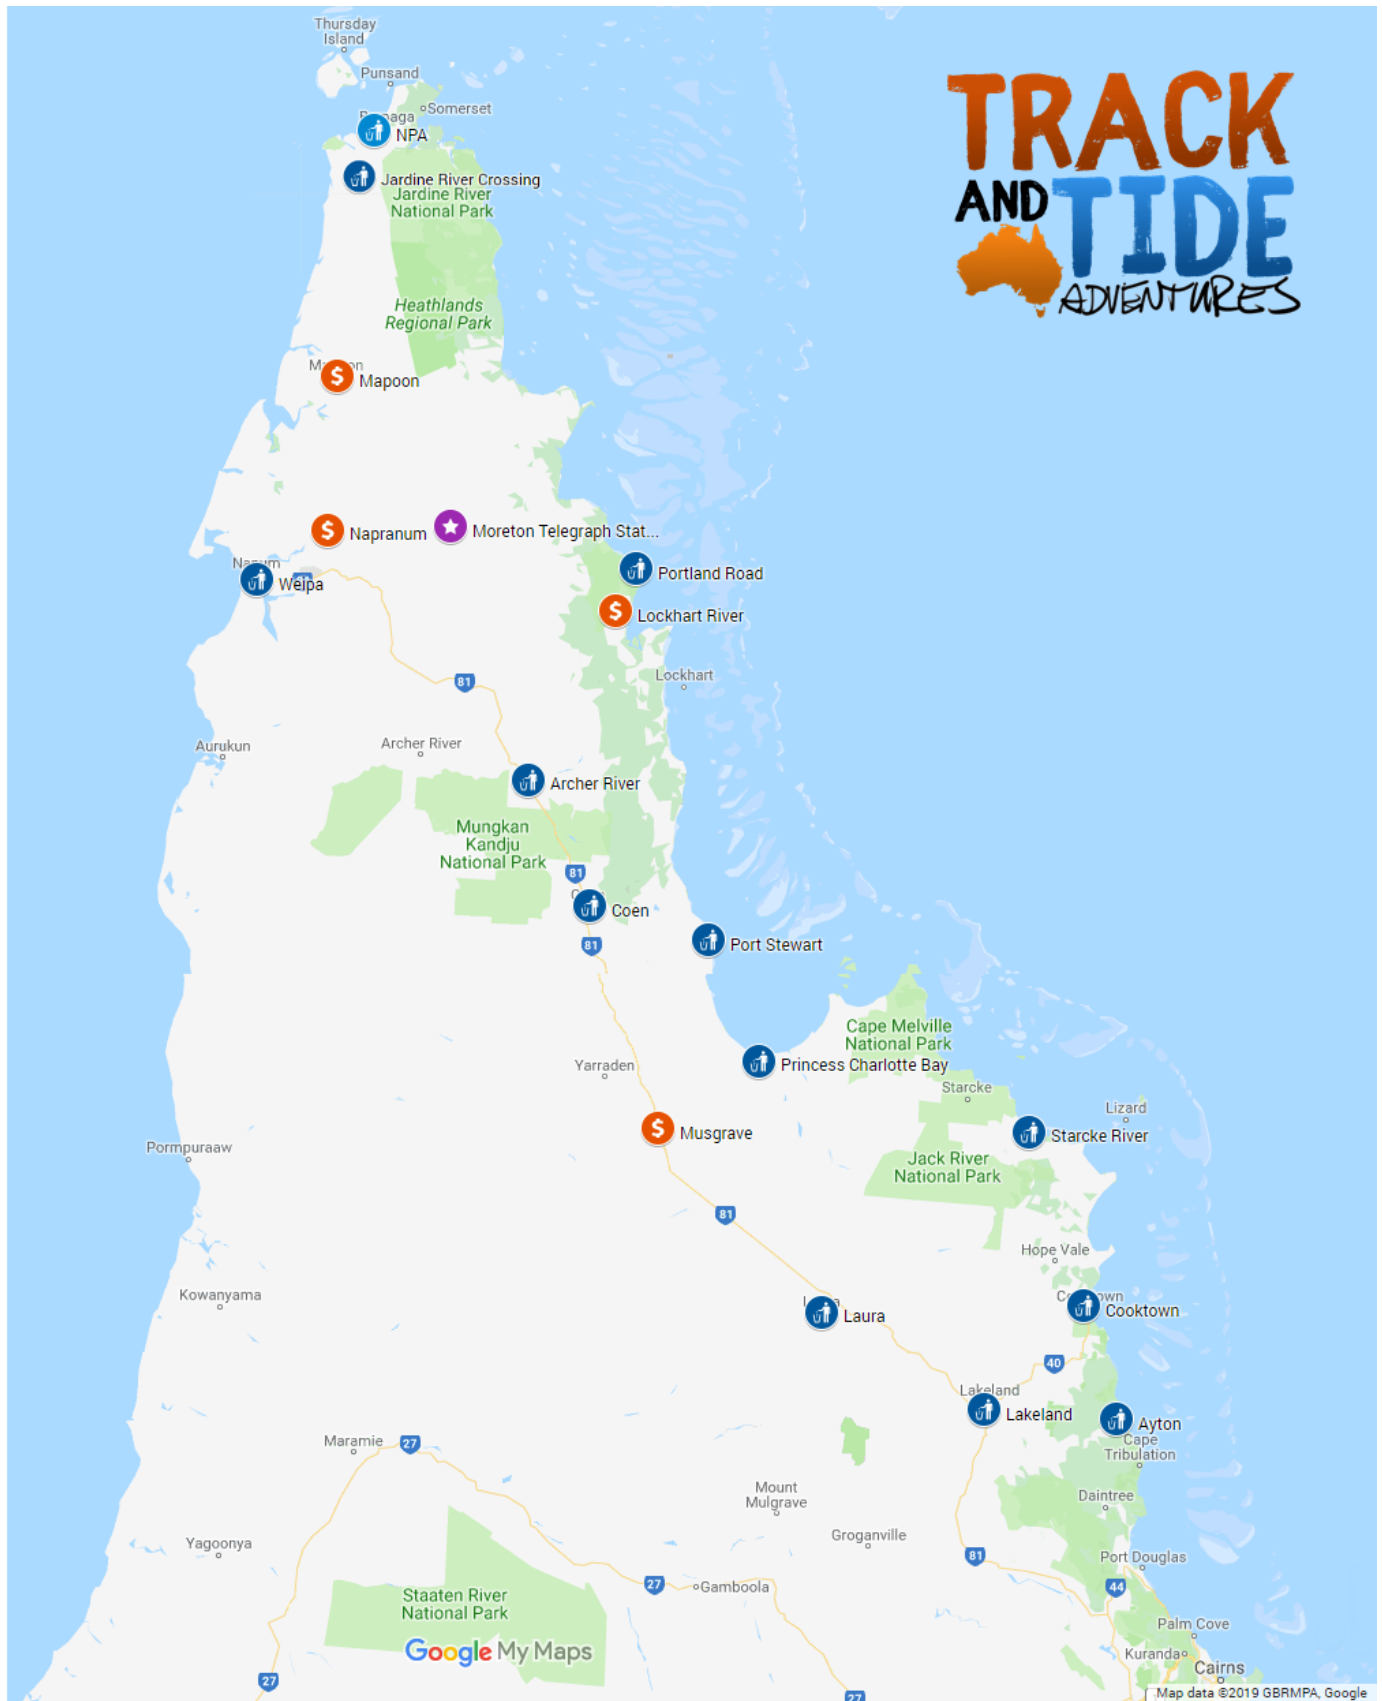 Thursday
Island
Punsand
Somerset
NPA
Jardine River Crossing
Jardine River
National Park
TRACK
AND TIDE
ADVENTURES
Heathlands
Regional Park
Mapoon
Napranum
Moreton Telegraph Stat...
Weipa
Portland Road
Lockhart River
Lockhart
81
Aurukun
Archer River
Archer River
Mungkan
Kandju
National Park
81
Coen
81
Port Stewart
Cape Melville
National Park
Yarraden
Princess Charlotte Bay
Starcke
Lizard
Musgrave
Starcke River
Pormpuraaw
Jack River
National Park
81
Hope Vale
Kowanyama
Laura
Cooktown
40
Lakeland
Lakeland
Ayton
Maramie
27
Cape
Tribulation
Mount
Mulgrave
Daintree
Yagoonya
Groganville
81
Port Douglas
27
Gamboola
44
Staaten River
National Park
Palm Cove
Google My Maps
Kuranda
Cairns
27
27
Map data ©2019 GBRMPA, Google